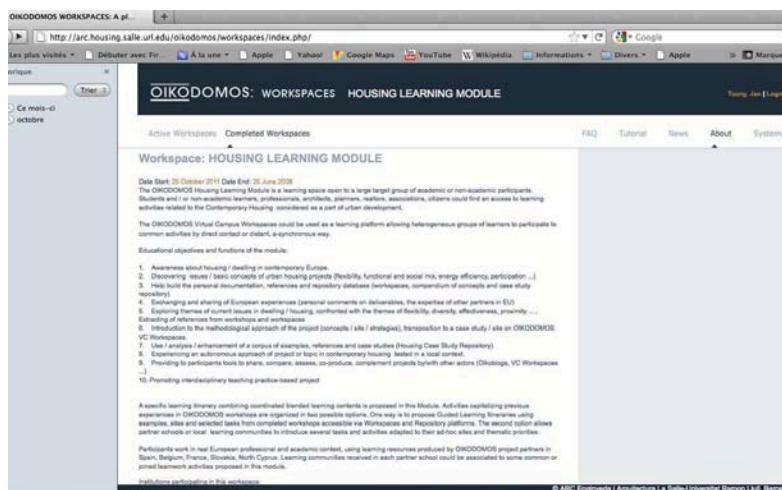 OIKODOMOS WORKSPACES: A pl...
http://arc.housing.salle.url.edu/oikodomos/workspaces/index.php/
Google
Les plus visités
Débuter avec Fir...
À la une
Apple
Yahoo!
Google Maps
YouTube
Wikipédia
Informations
Divers
Apple
»
Marque
orique
Trier
Ce mois-ci
octobre
OIKODOMOS: WORKSPACES HOUSING LEARNING MODULE
Active Workspaces Completed Workspaces
FAQ Tutorial News About System
Workspace: HOUSING LEARNING MODULE
Date Start: 25 October 2011 Date End: 26 June 2008
The OIKODOMOS Housing Learning Module is a learning space open to a large target group of academic or non-academic participants.
Students and / or non-academic learners, professionals, architects, planners, realtors, associations, citizens could find an access to learning
activities related to the Contemporary Housing considered as a part of urban development.
The OIKODOMOS Virtual Campus Workspaces could be used as a learning platform allowing heterogeneous groups of learners to participate to
common activities by direct contact or distant, a-synchronous way.
Educational objectives and functions of the module:
1. Awareness about housing / dwelling in contemporary Europe.
2. Discovering issues / basic concepts of urban housing projects (flexibility, functional and social mix, energy efficiency, participation ...)
3. Help build the personal documentation, references and repository database (workspaces, compendium of concepts and case study
repository)
4. Exchanging and sharing of European experiences (personal comments on deliverables, the expertise of other partners in EU)
5. Exploring themes of current issues in dwelling / housing, confronted with the themes of flexibility, diversity, effectiveness, proximity ... ,
Extracting of references from workshops and workspaces
6. Introduction to the methodological approach of the project (concepts / site / strategies), transposition to a case study / site on OIKODOMOS
VC Workspaces.
7. Use / analysis / enhancement of a corpus of examples, references and case studies (Housing Case Study Repository)
8. Experiencing an autonomous approach of project or topic in contemporary housing tested in a local context.
9. Providing to participants tools to share, compare, assess, co-produce, complement projects by/with other actors (Oikoblogs, VC Workspaces
...)
10. Promoting interdisciplinary teaching practice-based project
A specific learning itinerary combining coordinated blended learning contents is proposed in this Module. Activities capitalizing previous
experiences in OIKODOMOS workshops are organized in two possible options. One way is to propose Guided Learning Itineraries using
examples, sites and selected tasks from completed workshops accessible via Workspaces and Repository platforms. The second option allows
partner schools or local learning communities to introduce several tasks and activities adapted to their ad-hoc sites and thematic priorities.
Participants work in real European professional and academic context, using learning resources produced by OIKODOMOS project partners in
Spain, Belgium, France, Slovakia, North Cyprus. Learning communities received in each partner school could be associated to some common or
joined teamwork activities proposed in this module.
Institutions participating in this workspace:
© ARC Enginyeria i Arquitectura La Salle-Universitat Ramon Llull, Barce